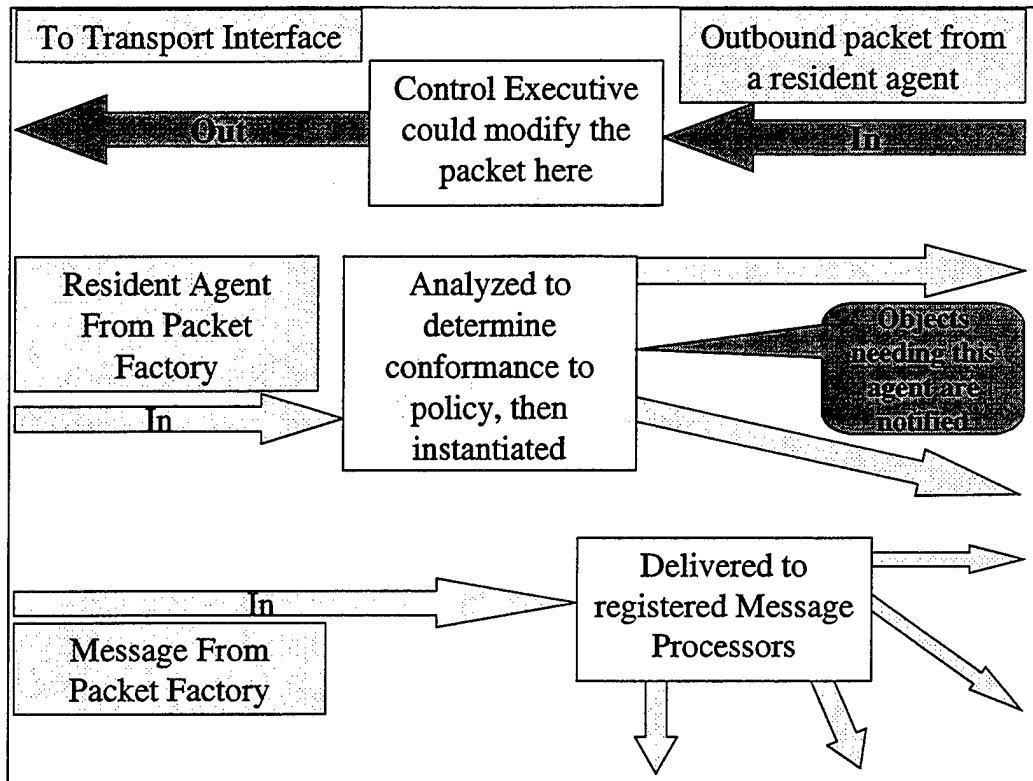 To Transport Interface
Outbound packet from
a resident agent
Control Executive
could modify the
packet here
Out
In
Resident Agent
From Packet
Factory
In
Analyzed to
determine
conformance to
policy, then
instantiated
Objects
needing this
agent are
notified
In
Message From
Packet Factory
Delivered to
registered Message
Processors